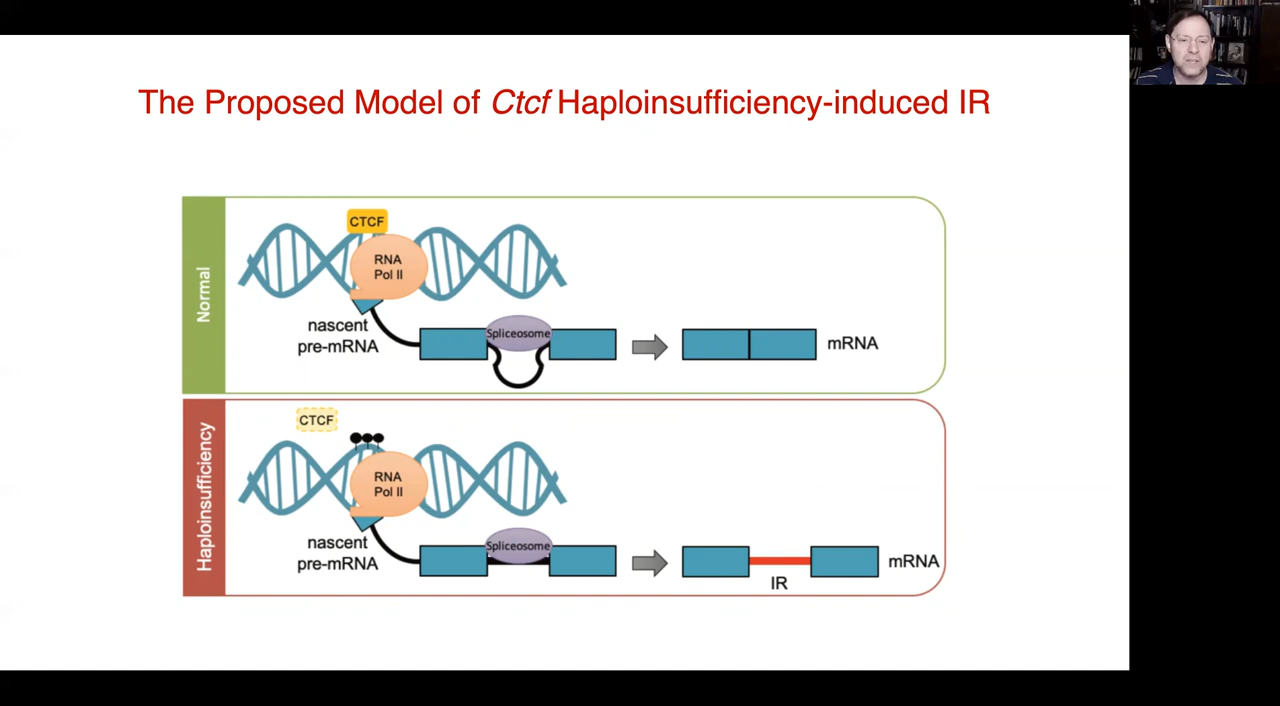 The Proposed Model of Ctcf Haploinsufficiency-induced IR
Normal
CTCF
RNA
Pol II
nascent
pre-mRNA
Spliceosome
mRNA
Haploinsufficiency
CTCF
RNA
Pol II
nascent
pre-mRNA
Spliceosome
IR
mRNA